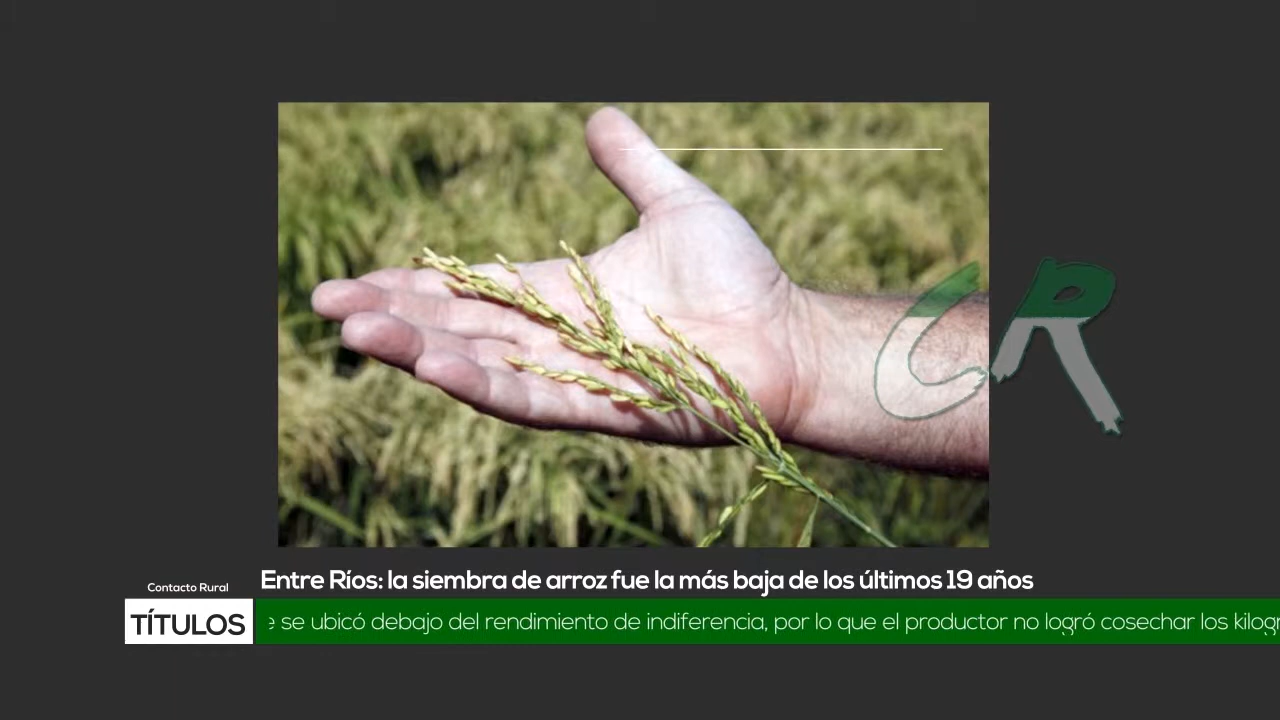 CR
Entre Ríos: la siembra de arroz fue la más baja de los últimos 19 años
Contacto Rural
TÍTULOS
se ubicó debajo del rendimiento de indiferencia, por lo que el productor no logró cosechar los